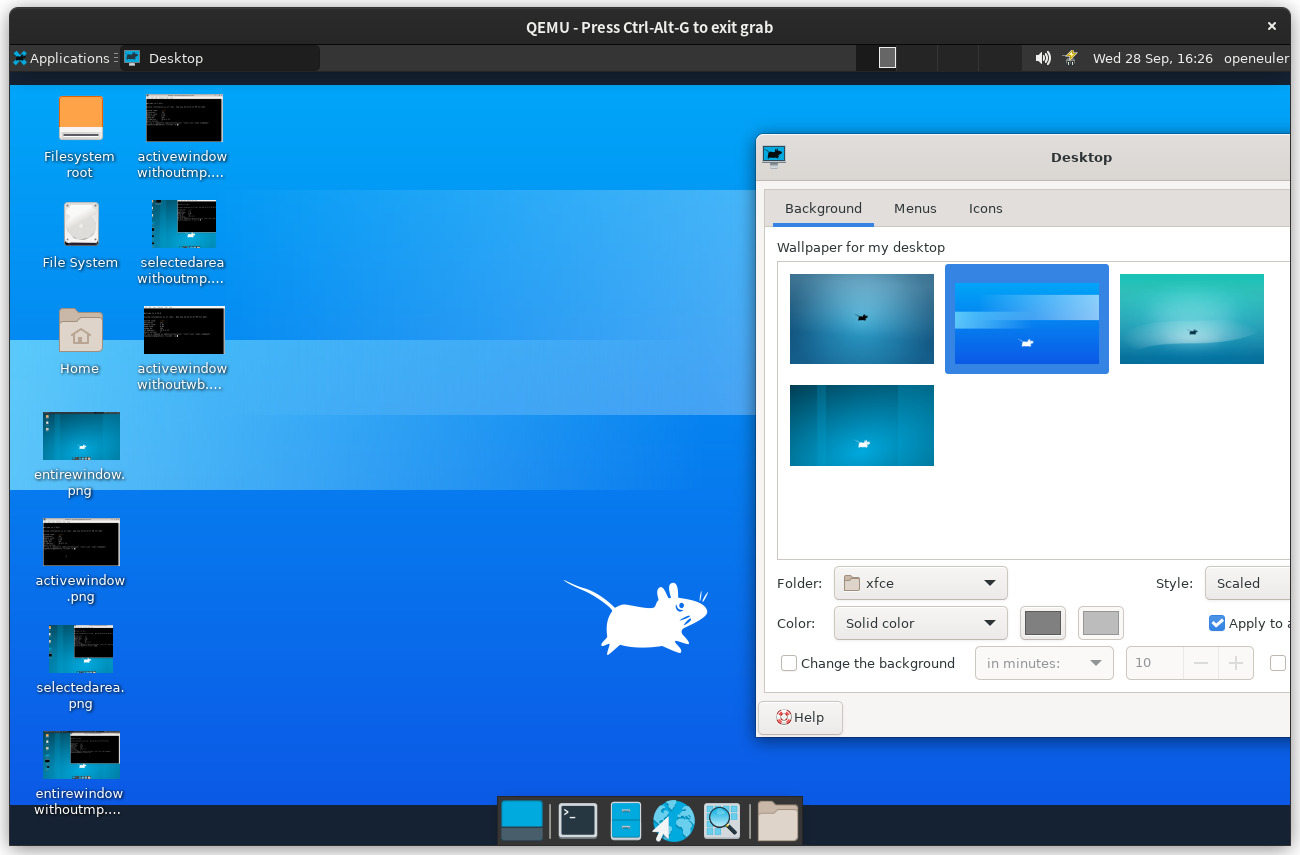 QEMU - Press Ctrl-Alt-G to exit grab
Applications
Desktop
Wed 28 Sep, 16:26
openeuler
Filesystem
root
activewindow
withoutmp....
File System
selectedarea
withoutmp....
Home
activewindow
withoutwb....
entirewindow.
png
activewindow
.png
selectedarea.
png
entirewindow
withoutmp....
Desktop
Background
Menus
Icons
Wallpaper for my desktop
Folder:
xfce
Style:
Scaled
Color:
Solid color
Apply to
Change the background
in minutes:
10
Help